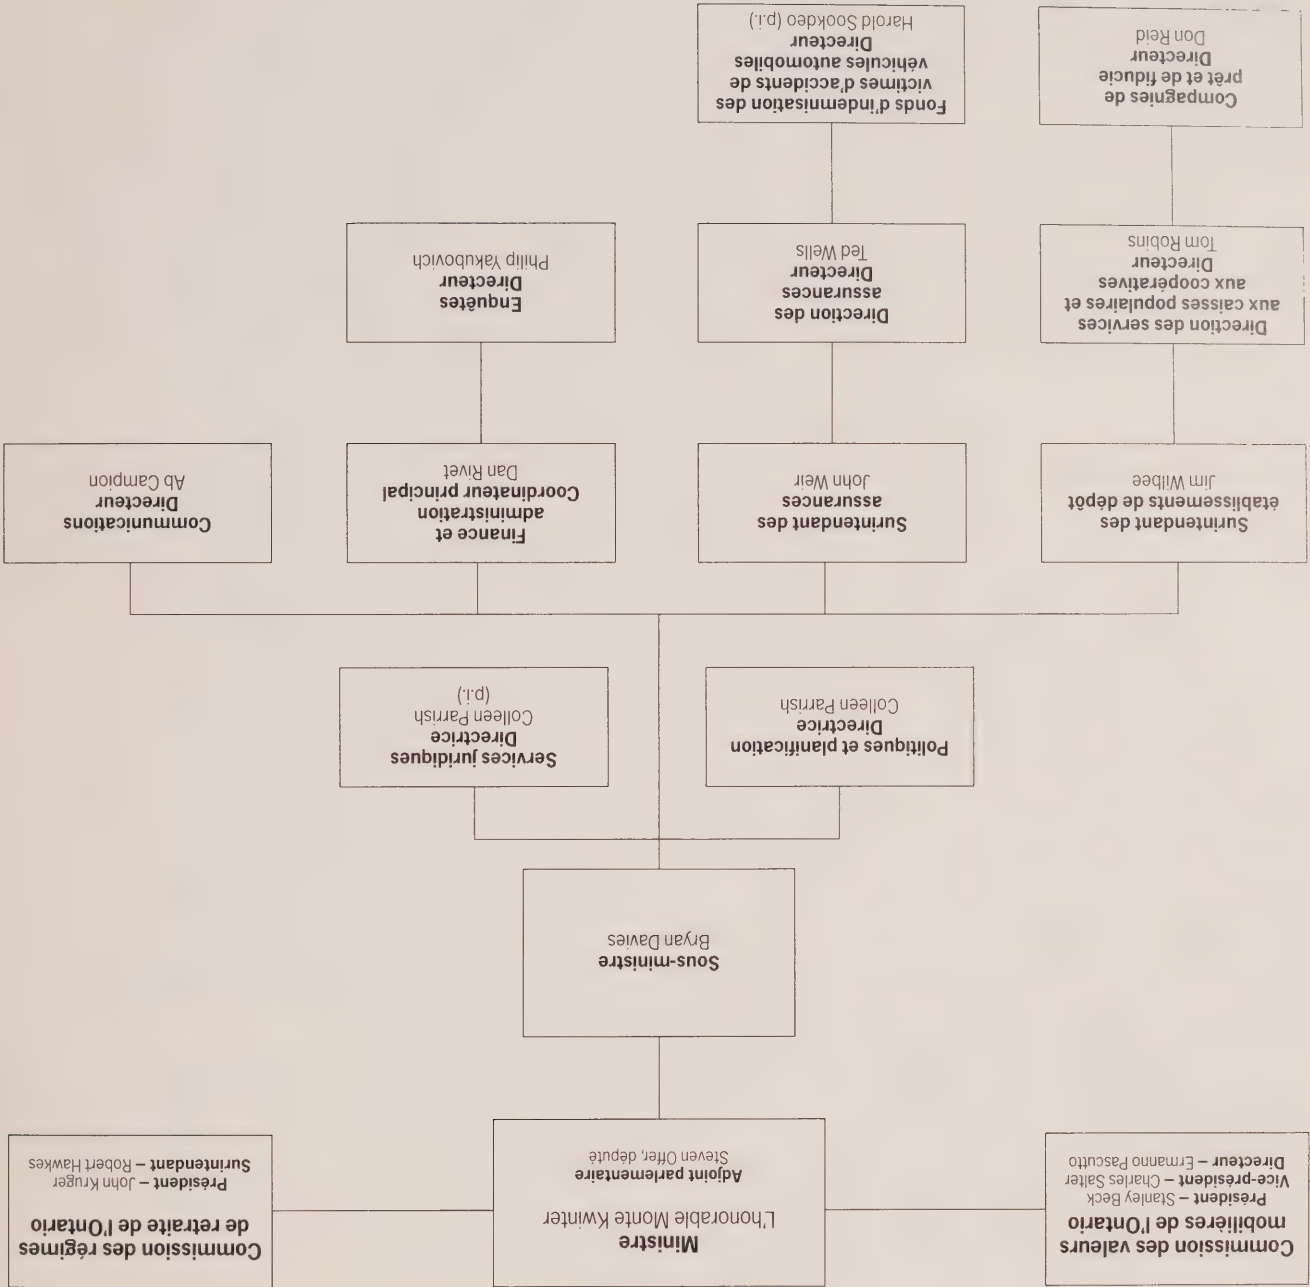 Commission des valeurs
mobilières de l'Ontario
Président – Stanley Beck
Vice-président – Charles Salter
Directeur – Ermanno Pascutto
Ministre
L'honorable Monte Kwinter
Adjoint parlementaire
Steven Offer, député
Commission des régimes
de retraite de l'Ontario
Président – John Kruger
Surintendant – Robert Hawkes
Sous-ministre
Bryan Davies
Politiques et planification
Directrice
Colleen Parrish
Services juridiques
Directrice
Colleen Parrish
(p.i.)
Surintendant des
établissements de dépôt
Jim Wilbee
Surintendant des
assurances
John Weir
Finance et
administration
Coordinateur principal
Dan Rivet
Communications
Directeur
Ab Campion
Direction des services
aux caisses populaires et
aux coopératives
Directeur
Tom Robins
Direction des
assurances
Directeur
Ted Wells
Enquêtes
Directeur
Philip Yakubovich
Compagnies de
prêt et de fiducie
Directeur
Don Reid
Fonds d'indemnisation des
victimes d'accidents de
véhicules automobiles
Directeur
Harold Sookdeo (p.i.)